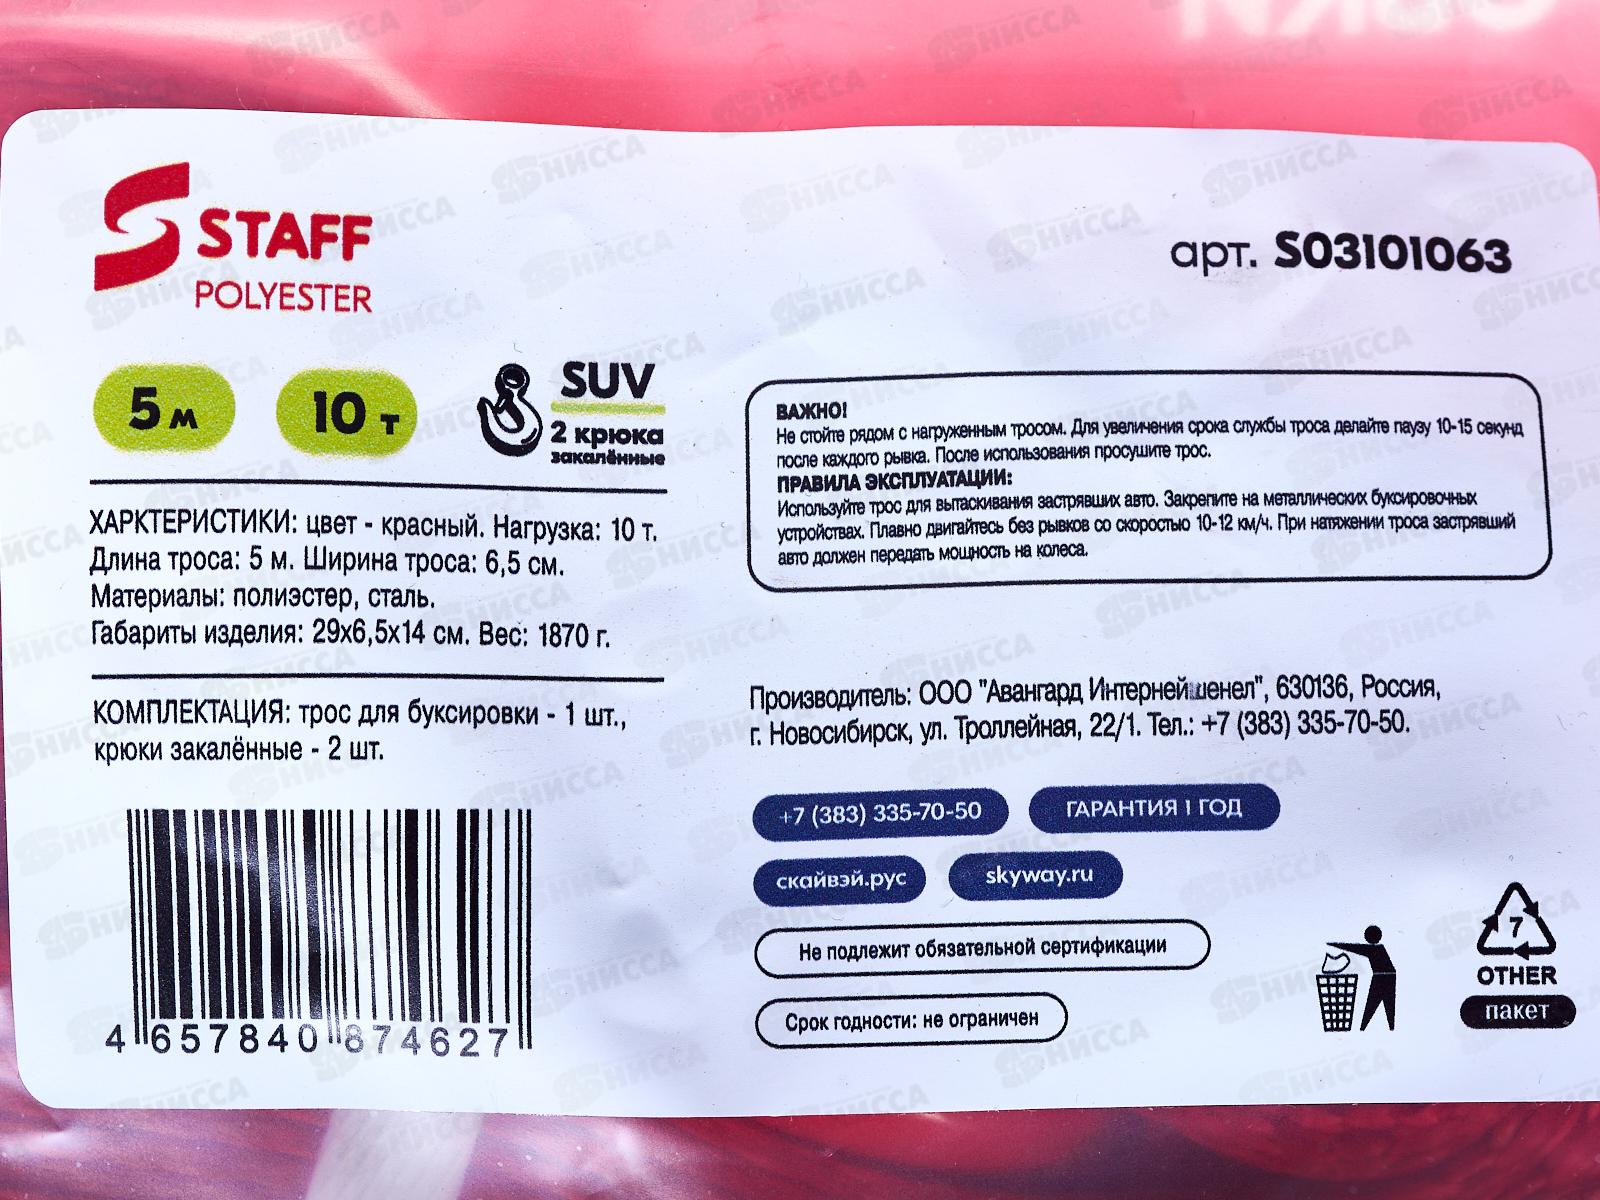 STAFF
POLYESTER
арт. S03101063
5 м
10 т
SUV
2 крюка
закалённые
ХАРКТЕРИСТИКИ: цвет - красный. Нагрузка: 10 т.
Длина троса: 5 м. Ширина троса: 6,5 см.
Материалы: полиэстер, сталь.
Габариты изделия: 29х6,5х14 см. Вес: 1870 г.
КОМПЛЕКТАЦИЯ: трос для буксировки - 1 шт.,
крюки закалённые - 2 шт.
4 657840 874627
ВАЖНО!
Не стойте рядом с нагруженным тросом. Для увеличения срока службы троса делайте паузу 10-15 секунд
после каждого рывка. После использования просушите трос.
ПРАВИЛА ЭКСПЛУАТАЦИИ:
Используйте трос для вытаскивания застрявших авто. Закрепите на металлических буксировочных
устройствах. Плавно двигайтесь без рывков со скоростью 10-12 км/ч. При натяжении троса застрявший
авто должен передать мощность на колеса.
Производитель: ООО "Авангард Интернейшенел", 630136, Россия,
г. Новосибирск, ул. Троллейная, 22/1. Тел.: +7 (383) 335-70-50.
+7 (383) 335-70-50
ГАРАНТИЯ 1 ГОД
скайвэй.рус
skyway.ru
Не подлежит обязательной сертификации
Срок годности: не ограничен
7
OTHER
пакет